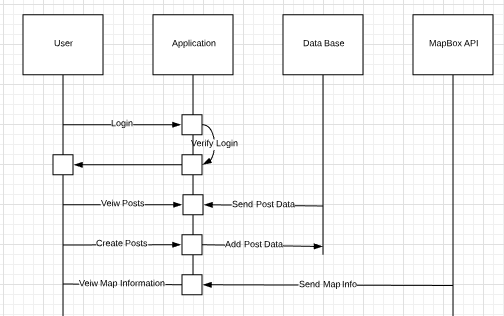 User
Application
Data Base
MapBox API
Login
Verify Login
Veiw Posts
Send Post Data
Create Posts
Add Post Data
Veiw Map Information
Send Map Info